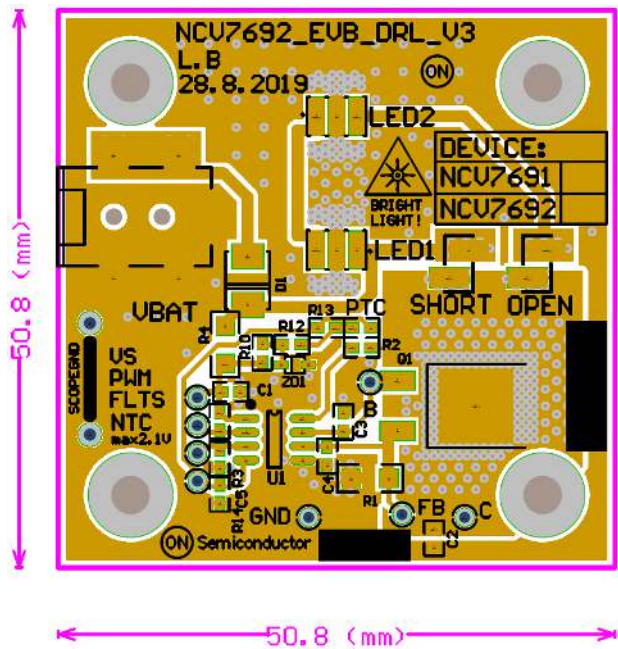 NCV7692_EVB_DRL_V3
L.B
28.8.2019
ON
LED2
DEVICE:
NCV7691
NCV7692
BRIGHT
LIGHT!
LED1
D1
SHORT OPEN
VBAT
R4
R13 PTC
R12
R10
R2
SCOPEGND
VS
PWM
FLTS
NTC
max2.1V
ZD1
Q1
C1
B
C3
U1
R3
C4
R1
C5
R14
GND
FB
C
C2
ON Semiconductor
50.8 (mm)
50.8 (mm)